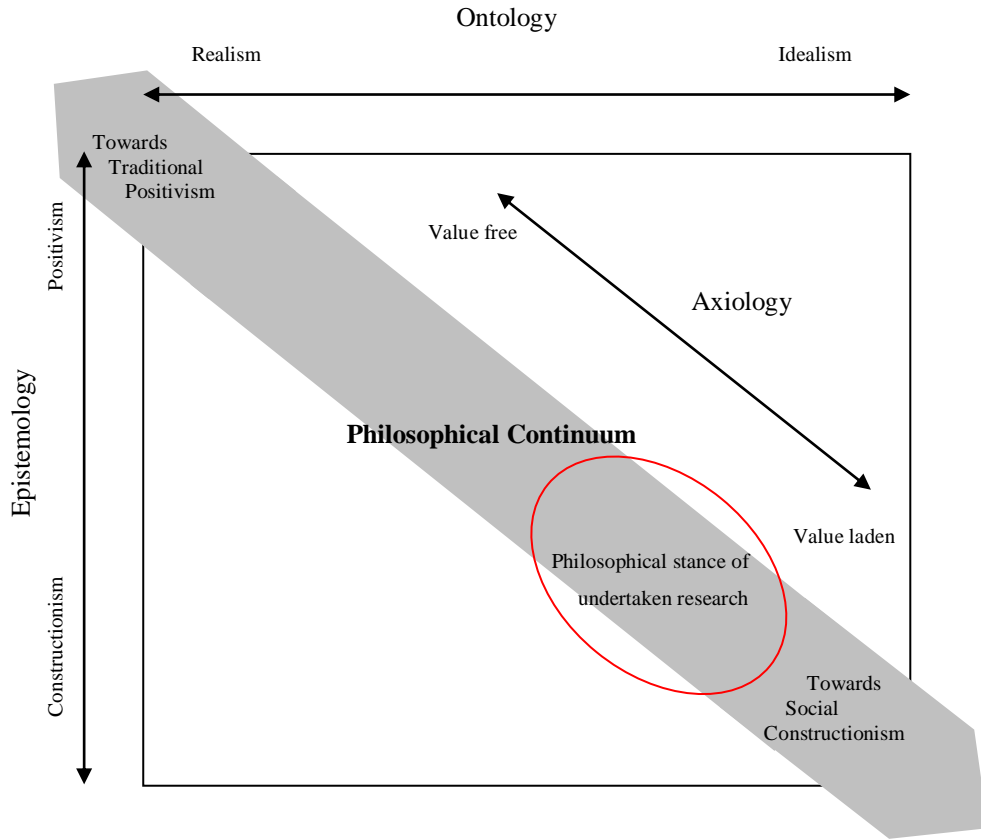 Ontology
Realism
Idealism
Towards
Traditional
Positivism
Value free
Positivism
Axiology
Epistemology
Philosophical Continuum
Value laden
Philosophical stance of
undertaken research
Constructionism
Towards
Social
Constructionism